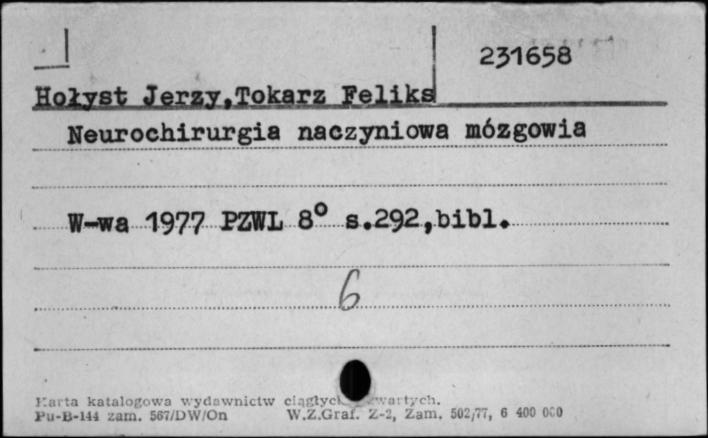 231658
Hołyst Jerzy,Tokarz Feliks
Neurochirurgia naczyniowa mózgowia
W-wa 1977 PZWL 8° s.292,bibl.
6
Karta katalogowa wydawnictw
Pu-B-144 zam. 567/DW/On W.Z.Graf. Z-2, Zam. 502/77, 6 400 000